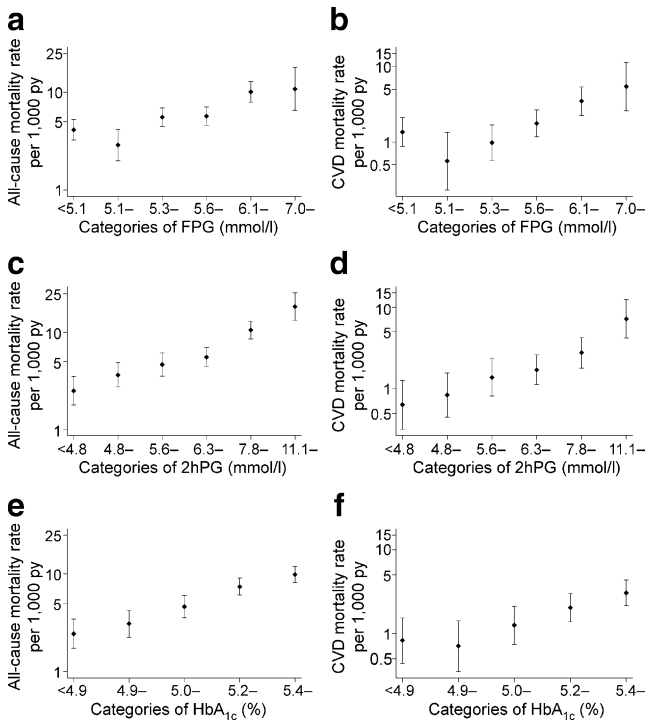 a
All-cause mortality rate
per 1,000 py
25
10
5
1
<5.1 5.1– 5.3– 5.6– 6.1– 7.0–
Categories of FPG (mmol/l)
b
CVD mortality rate
per 1,000 py
15
10
5
1
0.5
<5.1 5.1– 5.3– 5.6– 6.1– 7.0–
Categories of FPG (mmol/l)
c
All-cause mortality rate
per 1,000 py
25
10
5
1
<4.8 4.8– 5.6– 6.3– 7.8– 11.1–
Categories of 2hPG (mmol/l)
d
CVD mortality rate
per 1,000 py
15
10
5
1
0.5
<4.8 4.8– 5.6– 6.3– 7.8– 11.1–
Categories of 2hPG (mmol/l)
e
All-cause mortality rate
per 1,000 py
25
10
5
1
<4.9 4.9– 5.0– 5.2– 5.4–
Categories of HbA1c (%)
f
CVD mortality rate
per 1,000 py
15
10
5
1
0.5
<4.9 4.9– 5.0– 5.2– 5.4–
Categories of HbA1c (%)